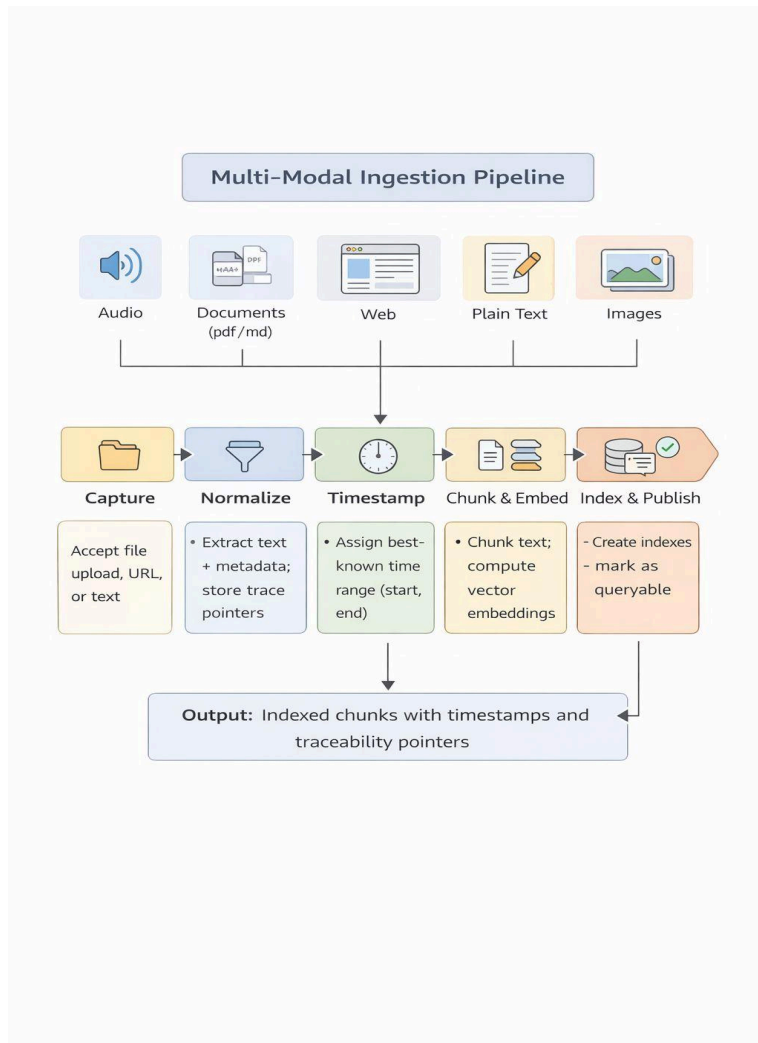 Multi-Modal Ingestion Pipeline
Audio
Documents
(pdf/md)
Web
Plain Text
Images
Capture
Normalize
Timestamp
Chunk & Embed
Index & Publish
Accept file
upload, URL,
or text
• Extract text
+ metadata;
store trace
pointers
• Assign best-
known time
range (start,
end)
• Chunk text;
compute
vector
embeddings
- Create indexes
- mark as
queryable
Output: Indexed chunks with timestamps and
traceability pointers